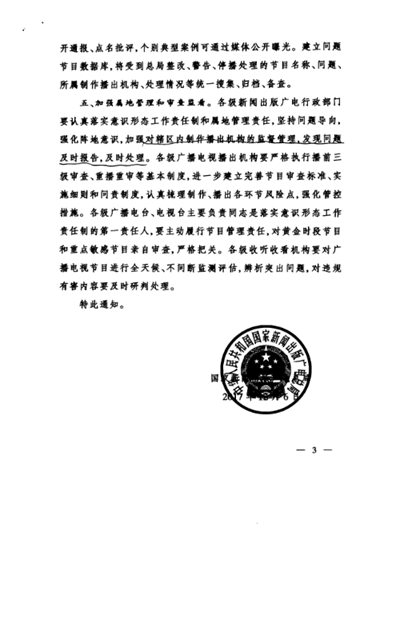 开通报、点名批评，个别典型案例可通过媒体公开曝光。建立问题
节目数据库，将受到总局整改、警告、停播处理的节目名称、问题、
所属制作播出机构、处理情况等统一搜集、归档、备查。
五、加强属地管理和审查监看。各级新闻出版广电行政部门
要认真落实意识形态工作责任制和属地管理责任，坚持问题导向，
强化阵地意识，加强对辖区内制作播出机构的监督管理，发现问题
及时报告，及时处理。各级广播电视播出机构要严格执行播前三
级审查、重播重审等基本制度，进一步建立完善节目审查标准、实
施细则和问责制度，认真梳理制作、播出各环节风险点，强化管控
措施。各级广播电台、电视台主要负责同志是落实意识形态工作
责任制的第一责任人，要主动履行节目管理责任，对黄金时段节目
和重点敏感节目亲自审查，严格把关。各级收听收看机构要对广
播电视节目进行全天候、不间断监测评估，辨析突出问题，对违规
有害内容要及时研判处理。
特此通知。
中华人民共和国国家新闻出版广电总局
国
2017年12月6日
— 3 —